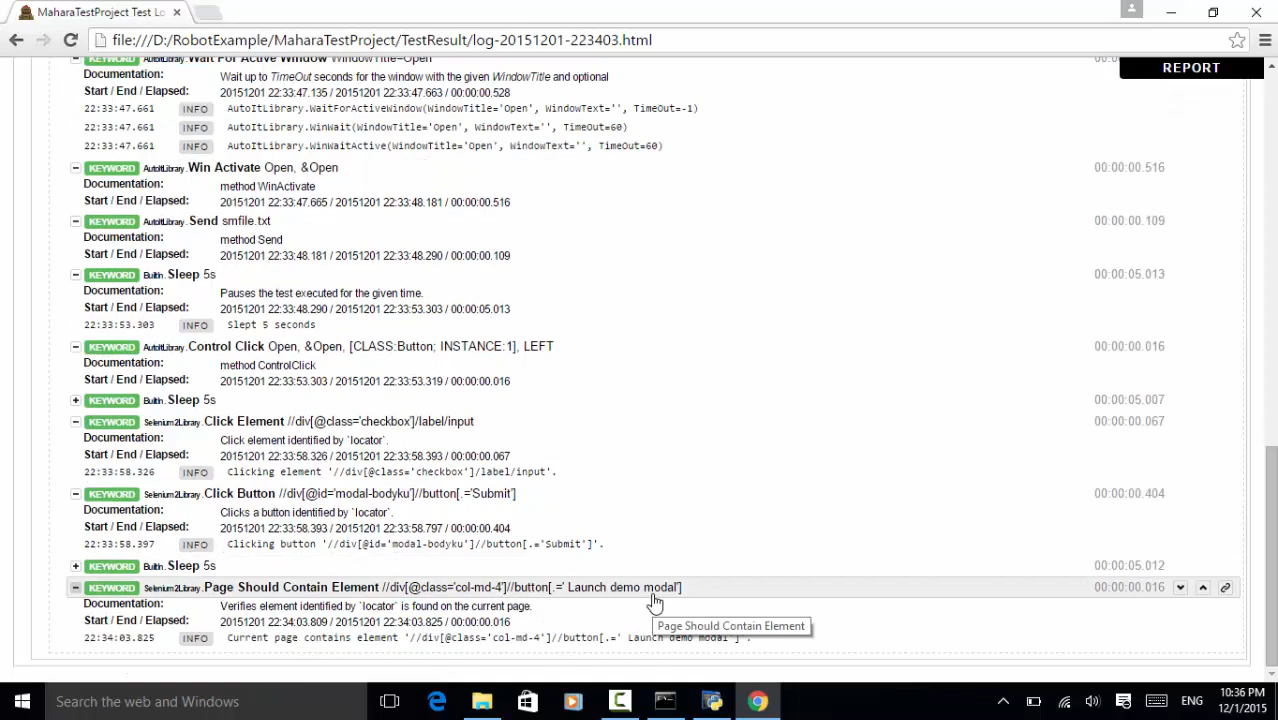 MaharaTestProject Test Lo
file:///D:/RobotExample/MaharaTestProject/TestResult/log-20151201-223403.html
REPORT
AutoItLibrary.Wait For Active Window WindowTitle=Open
Documentation: Wait up to TimeOut seconds for the window with the given WindowTitle and optional
Start / End / Elapsed: 20151201 22:33:47.135 / 20151201 22:33:47.663 / 00:00:00.528
22:33:47.661 INFO AutoItLibrary.WaitForActiveWindow(WindowTitle='Open', WindowText='', TimeOut=-1)
22:33:47.661 INFO AutoItLibrary.WinWait(WindowTitle='Open', WindowText='', TimeOut=60)
22:33:47.661 INFO AutoItLibrary.WinWaitActive(WindowTitle='Open', WindowText='', TimeOut=60)
KEYWORD AutoItLibrary.Win Activate Open, &Open 00:00:00.516
Documentation: method WinActivate
Start / End / Elapsed: 20151201 22:33:47.665 / 20151201 22:33:48.181 / 00:00:00.516
KEYWORD AutoItLibrary.Send smfile.txt 00:00:00.109
Documentation: method Send
Start / End / Elapsed: 20151201 22:33:48.181 / 20151201 22:33:48.290 / 00:00:00.109
KEYWORD BuiltIn.Sleep 5s 00:00:05.013
Documentation: Pauses the test executed for the given time.
Start / End / Elapsed: 20151201 22:33:48.290 / 20151201 22:33:53.303 / 00:00:05.013
22:33:53.303 INFO Slept 5 seconds
KEYWORD AutoItLibrary.Control Click Open, &Open, [CLASS:Button; INSTANCE:1], LEFT 00:00:00.016
Documentation: method ControlClick
Start / End / Elapsed: 20151201 22:33:53.303 / 20151201 22:33:53.319 / 00:00:00.016
KEYWORD BuiltIn.Sleep 5s 00:00:05.007
KEYWORD Selenium2Library.Click Element //div[@class='checkbox']/label/input 00:00:00.067
Documentation: Click element identified by `locator`.
Start / End / Elapsed: 20151201 22:33:58.326 / 20151201 22:33:58.393 / 00:00:00.067
22:33:58.326 INFO Clicking element '//div[@class='checkbox']/label/input'.
KEYWORD Selenium2Library.Click Button //div[@id='modal-bodyku']//button[.='Submit'] 00:00:00.404
Documentation: Clicks a button identified by `locator`.
Start / End / Elapsed: 20151201 22:33:58.393 / 20151201 22:33:58.797 / 00:00:00.404
22:33:58.397 INFO Clicking button '//div[@id='modal-bodyku']//button[.='Submit']'.
KEYWORD BuiltIn.Sleep 5s 00:00:05.012
KEYWORD Selenium2Library.Page Should Contain Element //div[@class='col-md-4']//button[.=' Launch demo modal'] 00:00:00.016
Documentation: Verifies element identified by `locator` is found on the current page.
Start / End / Elapsed: 20151201 22:34:03.809 / 20151201 22:34:03.825 / 00:00:00.016
Page Should Contain Element
22:34:03.825 INFO Current page contains element '//div[@class='col-md-4']//button[.=' Launch demo modal']'.
Search the web and Windows
ENG
10:36 PM
12/1/2015